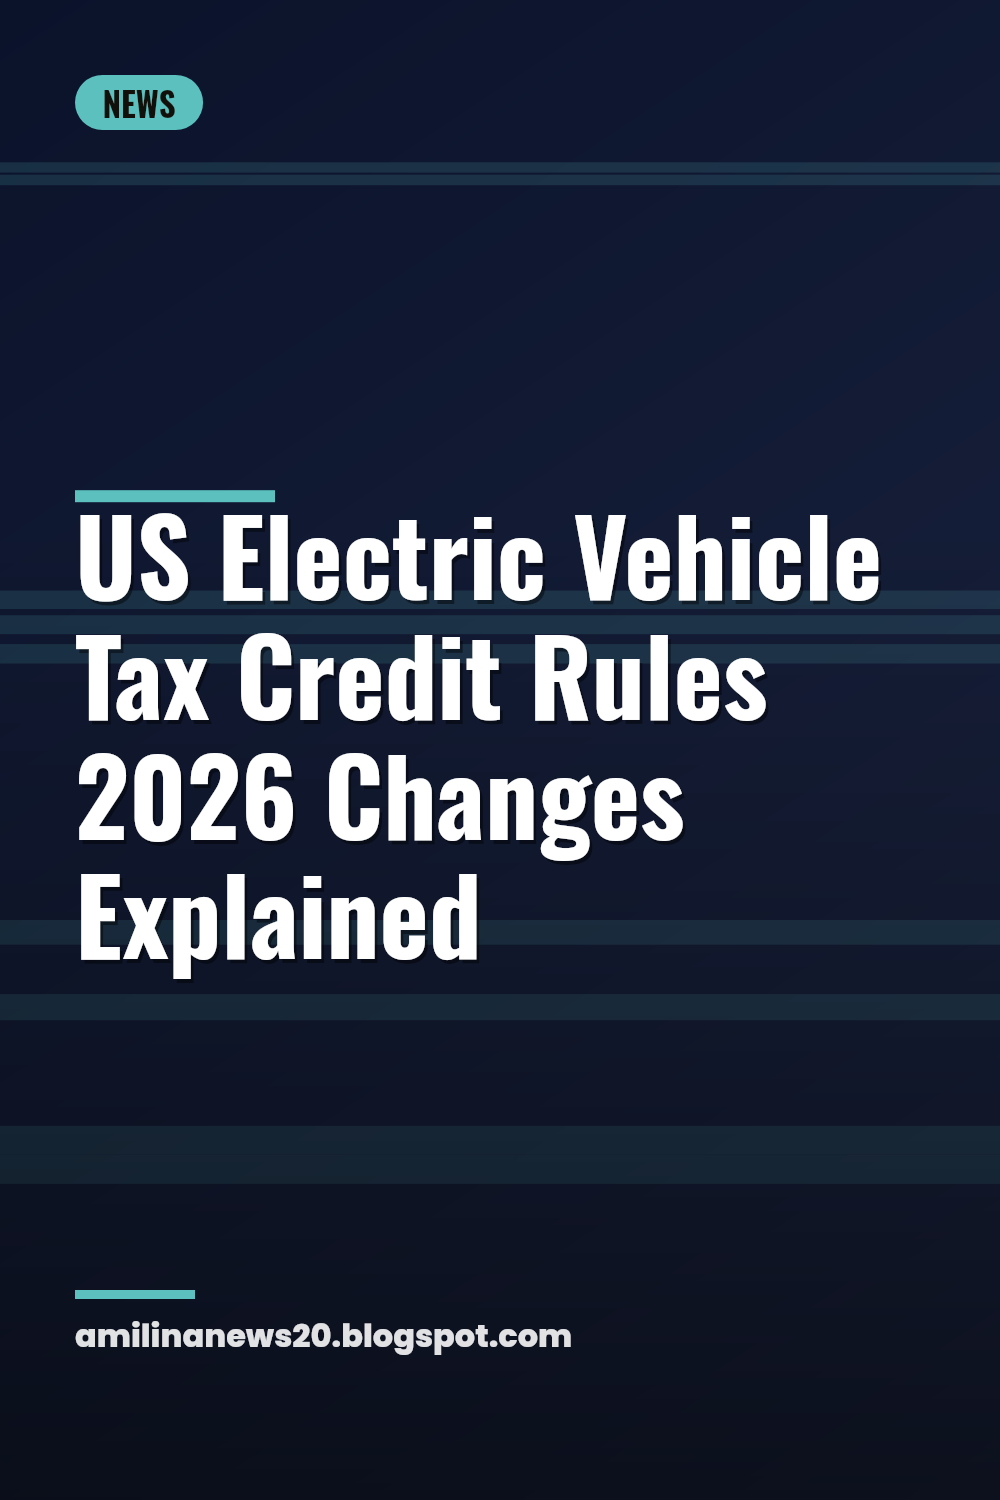 NEWS
US Electric Vehicle
Tax Credit Rules
2026 Changes
Explained
amilinanews20.blogspot.com